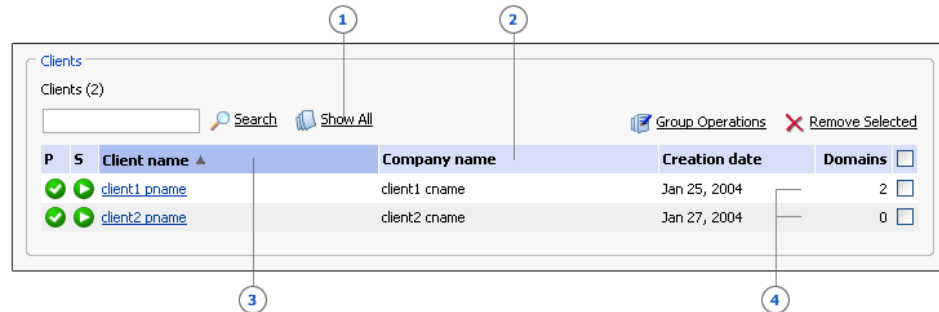 1 2
Clients
Clients (2)
Search Show All Group Operations Remove Selected
P S Client name Company name Creation date Domains
client1 pname client1 cname Jan 25, 2004 2
client2 pname client2 cname Jan 27, 2004 0
3 4